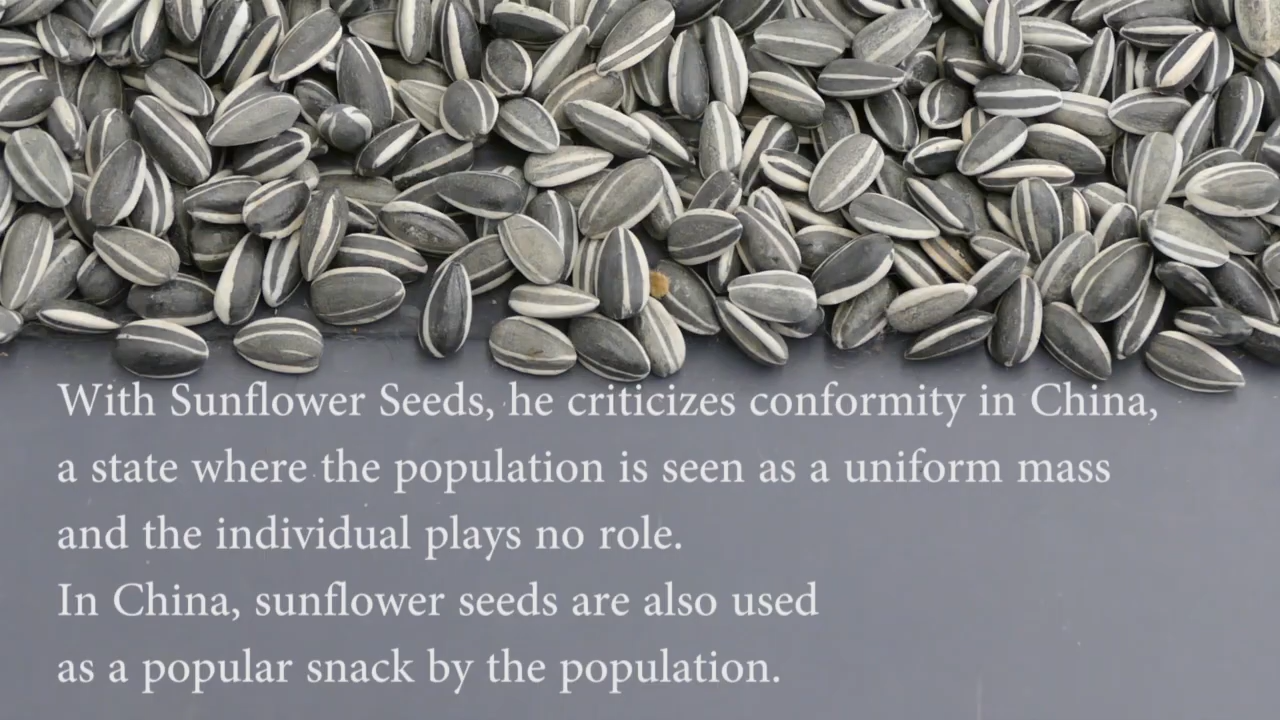 With Sunflower Seeds, he criticizes conformity in China,
a state where the population is seen as a uniform mass
and the individual plays no role.
In China, sunflower seeds are also used
as a popular snack by the population.